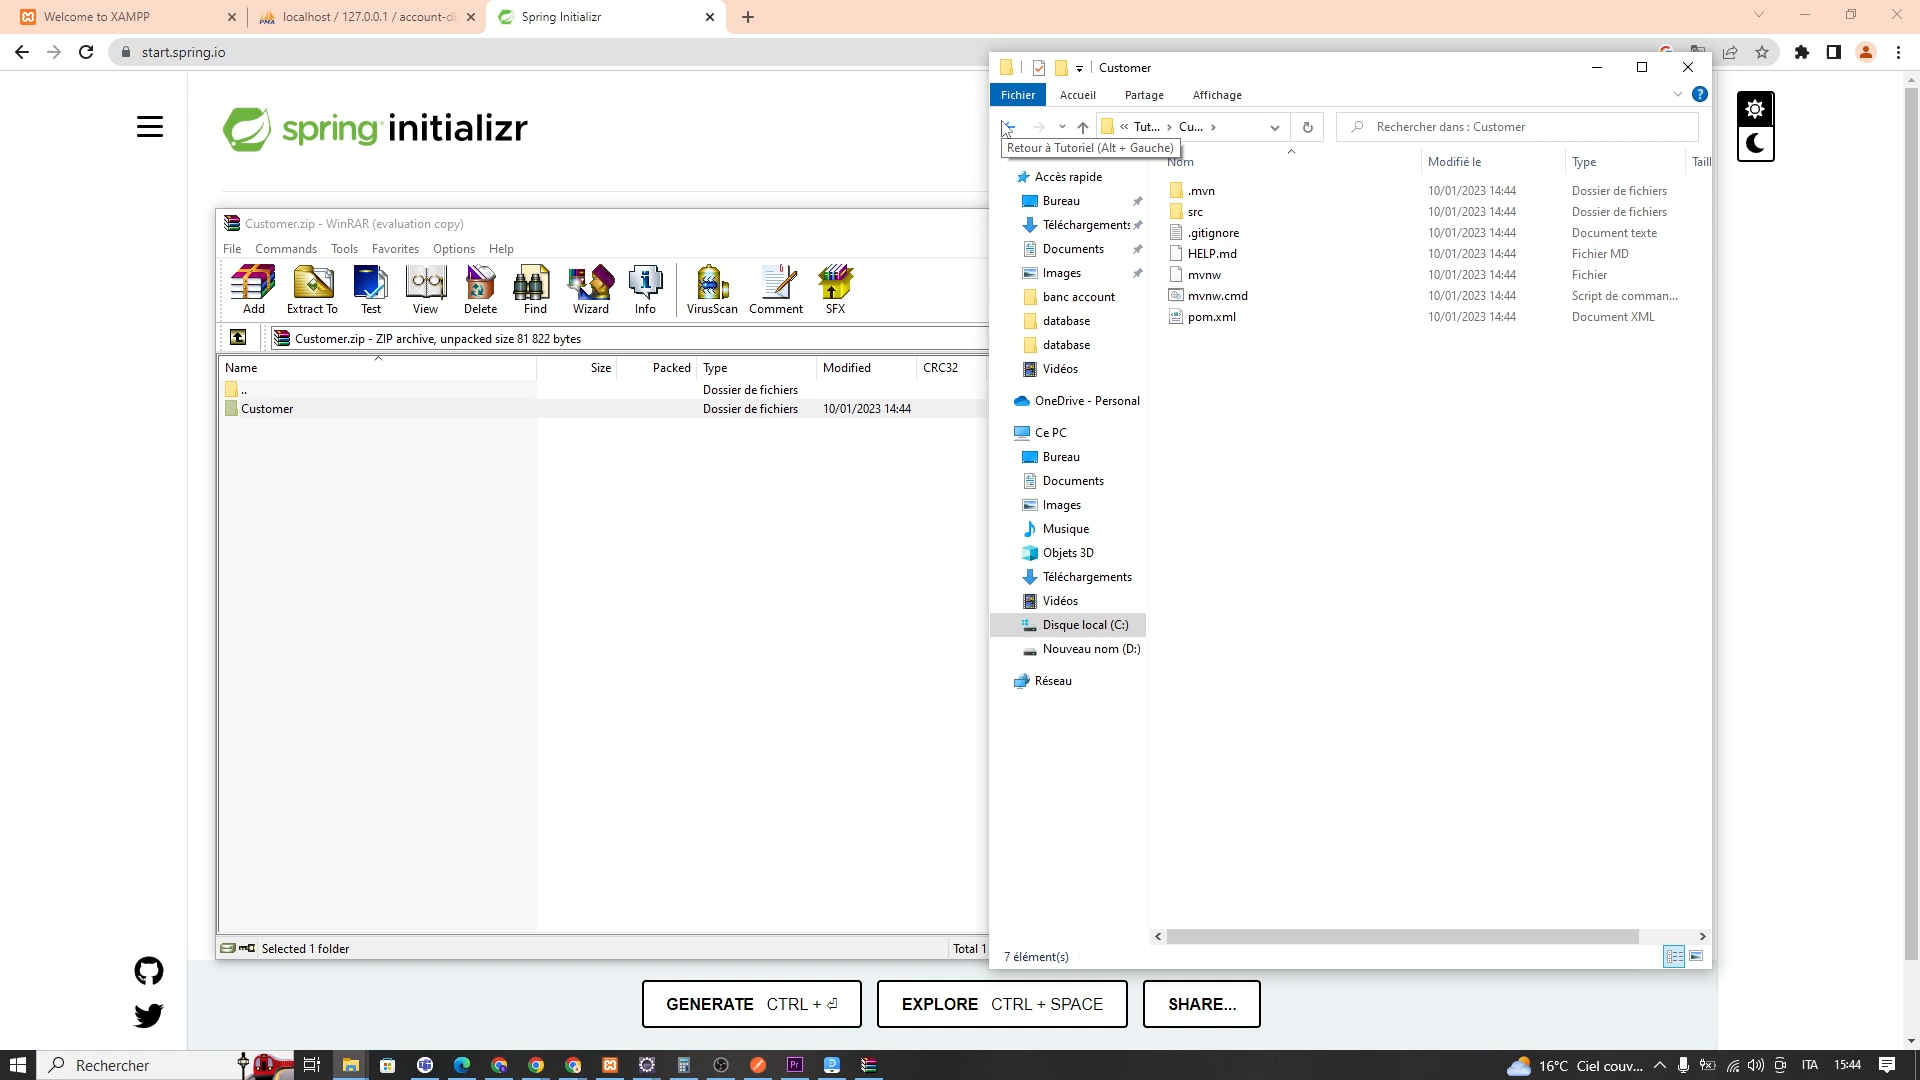 Welcome to XAMPP
localhost / 127.0.0.1 / account-db
Spring Initializr
start.spring.io
spring initializr
Customer.zip - WinRAR (evaluation copy)
File Commands Tools Favorites Options Help
Add Extract To Test View Delete Find Wizard Info VirusScan Comment SFX
Customer.zip - ZIP archive, unpacked size 81 822 bytes
Name Size Packed Type Modified CRC32
.. Dossier de fichiers
Customer Dossier de fichiers 10/01/2023 14:44
Selected 1 folder
Total 1
Customer
Fichier Accueil Partage Affichage
« Tut... › Cu... ›
Rechercher dans : Customer
Retour à Tutoriel (Alt + Gauche)
Nom Modifié le Type Taill
Accès rapide
Bureau
Téléchargements
Documents
Images
banc account
database
database
Vidéos
OneDrive - Personal
Ce PC
Bureau
Documents
Images
Musique
Objets 3D
Téléchargements
Vidéos
Disque local (C:)
Nouveau nom (D:)
Réseau
.mvn 10/01/2023 14:44 Dossier de fichiers
src 10/01/2023 14:44 Dossier de fichiers
.gitignore 10/01/2023 14:44 Document texte
HELP.md 10/01/2023 14:44 Fichier MD
mvnw 10/01/2023 14:44 Fichier
mvnw.cmd 10/01/2023 14:44 Script de comman...
pom.xml 10/01/2023 14:44 Document XML
7 élément(s)
GENERATE CTRL + ⏎
EXPLORE CTRL + SPACE
SHARE...
Rechercher
16°C Ciel couv...
ITA
15:44